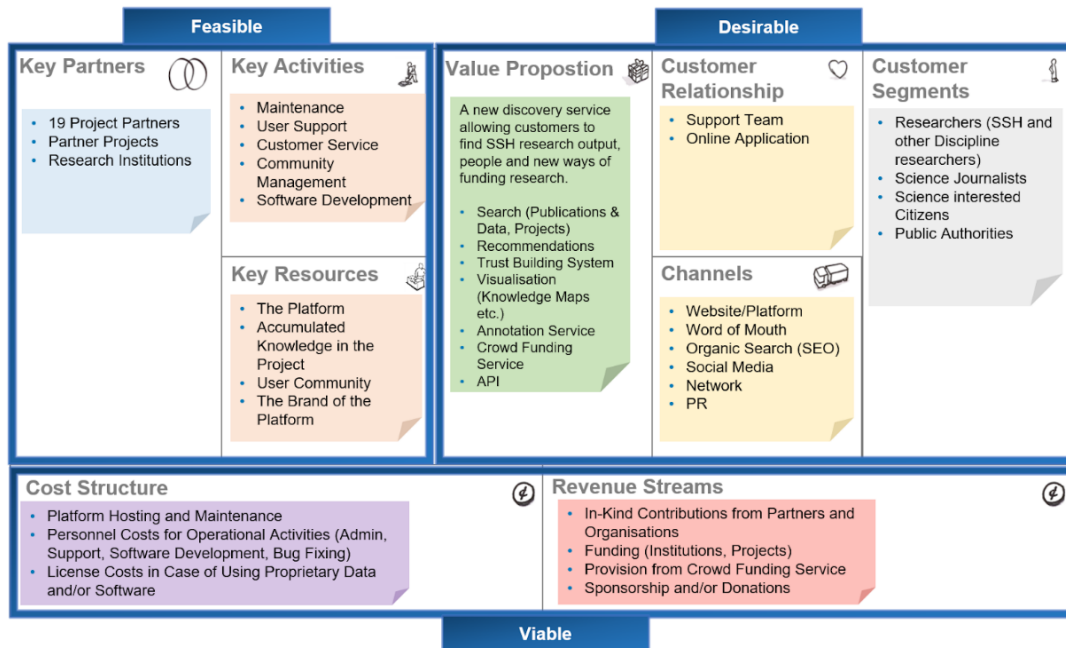 Feasible
Desirable
Key Partners
• 19 Project Partners
• Partner Projects
• Research Institutions
Key Activities
• Maintenance
• User Support
• Customer Service
• Community
Management
• Software Development
Key Resources
• The Platform
• Accumulated
Knowledge in the
Project
• User Community
• The Brand of the
Platform
Value Propostion
A new discovery service
allowing customers to
find SSH research output,
people and new ways of
funding research.
• Search (Publications &
Data, Projects)
• Recommendations
• Trust Building System
• Visualisation
(Knowledge Maps
etc.)
• Annotation Service
• Crowd Funding
Service
• API
Customer
Relationship
• Support Team
• Online Application
Channels
• Website/Platform
• Word of Mouth
• Organic Search (SEO)
• Social Media
• Network
• PR
Customer
Segments
• Researchers (SSH and
other Discipline
researchers)
• Science Journalists
• Science interested
Citizens
• Public Authorities
Cost Structure
• Platform Hosting and Maintenance
• Personnel Costs for Operational Activities (Admin,
Support, Software Development, Bug Fixing)
• License Costs in Case of Using Proprietary Data
and/or Software
Revenue Streams
• In-Kind Contributions from Partners and
Organisations
• Funding (Institutions, Projects)
• Provision from Crowd Funding Service
• Sponsorship and/or Donations
Viable